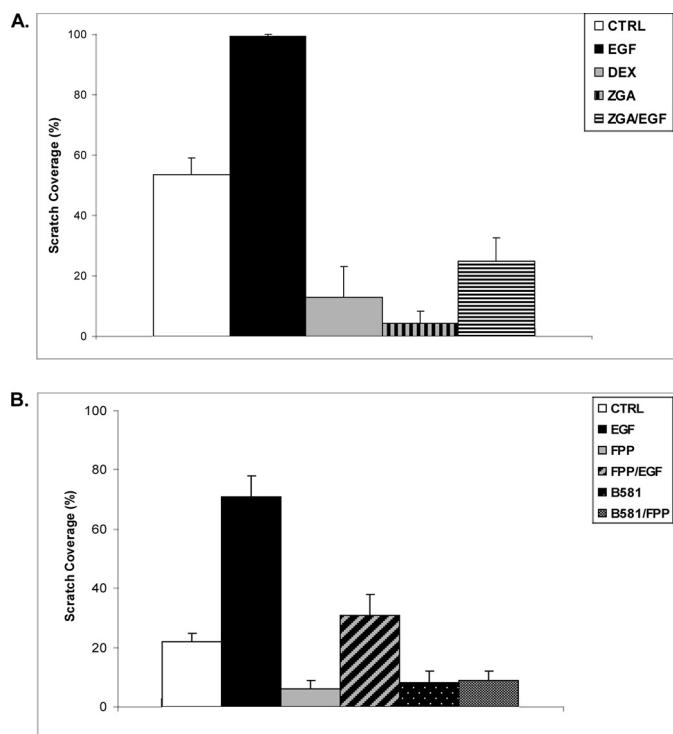 A.
Scratch Coverage (%)
100
80
60
40
20
0
CTRL
EGF
DEX
ZGA
ZGA/EGF
B.
Scratch Coverage (%)
100
80
60
40
20
0
CTRL
EGF
FPP
FPP/EGF
B581
B581/FPP